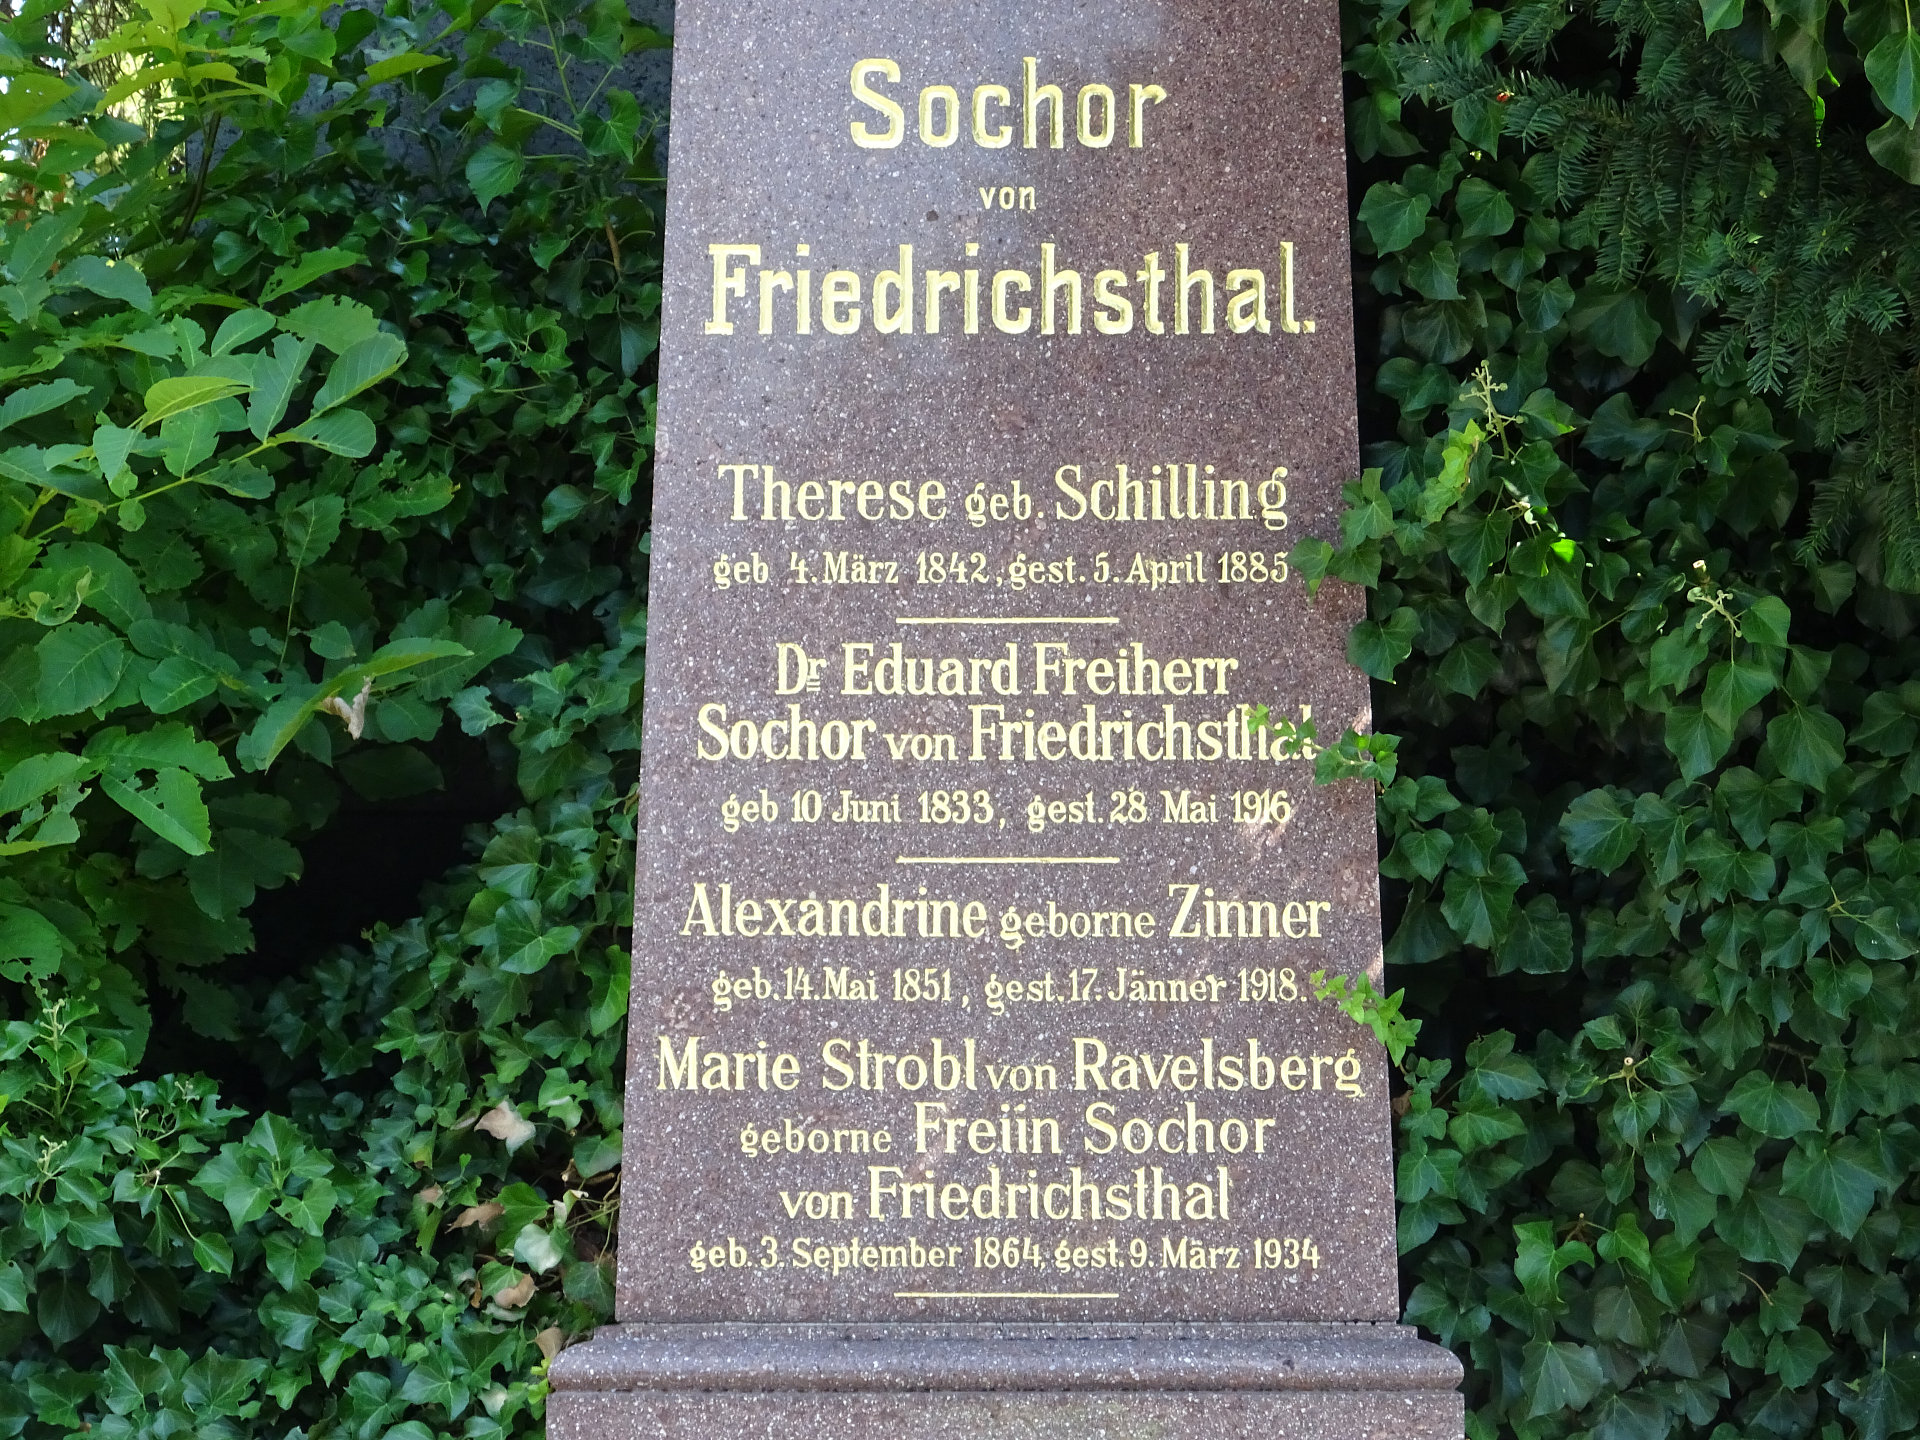 Sochor
von
Friedrichsthal.
Therese geb. Schilling
geb 4. März 1842, gest. 5. April 1885
Dr Eduard Freiherr
Sochor von Friedrichsthal
geb 10 Juni 1833, gest. 28 Mai 1916
Alexandrine geborne Zinner
geb. 14. Mai 1851, gest. 17. Jänner 1918.
Marie Strobl von Ravelsberg
geborne Freiin Sochor
von Friedrichsthal
geb. 3. September 1864, gest. 9. März 1934